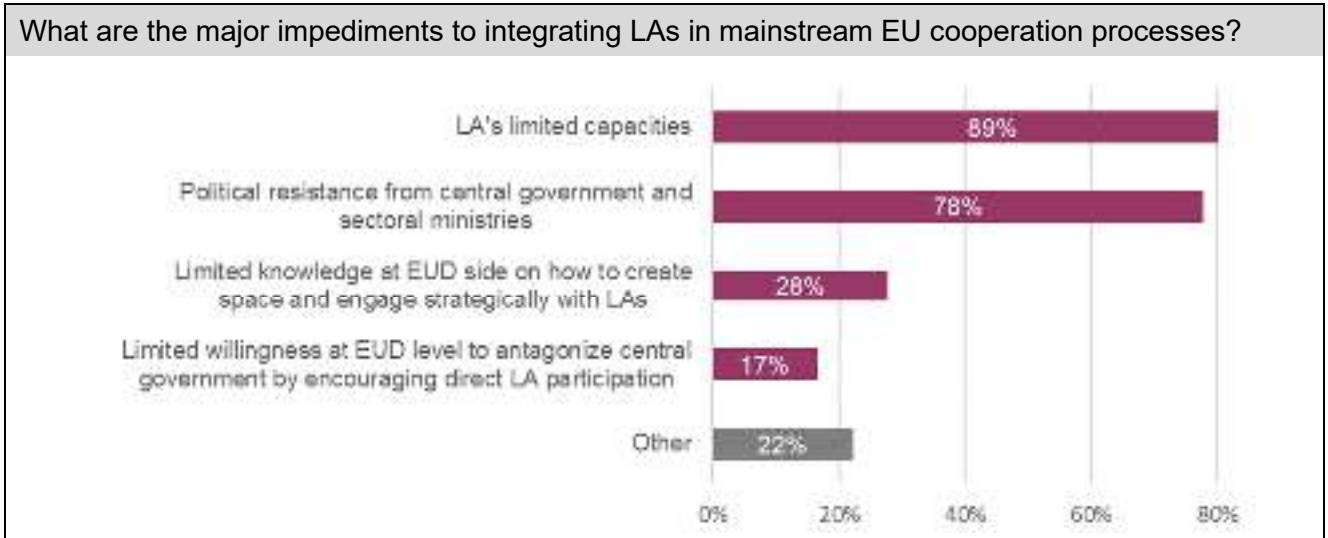 What are the major impediments to integrating LAs in mainstream EU cooperation processes?
LA's limited capacities
89%
Political resistance from central government and
sectoral ministries
78%
Limited knowledge at EUD side on how to create
space and engage strategically with LAs
28%
Limited willingness at EUD level to antagonize central
government by encouraging direct LA participation
17%
Other
22%
0%
20%
40%
60%
80%